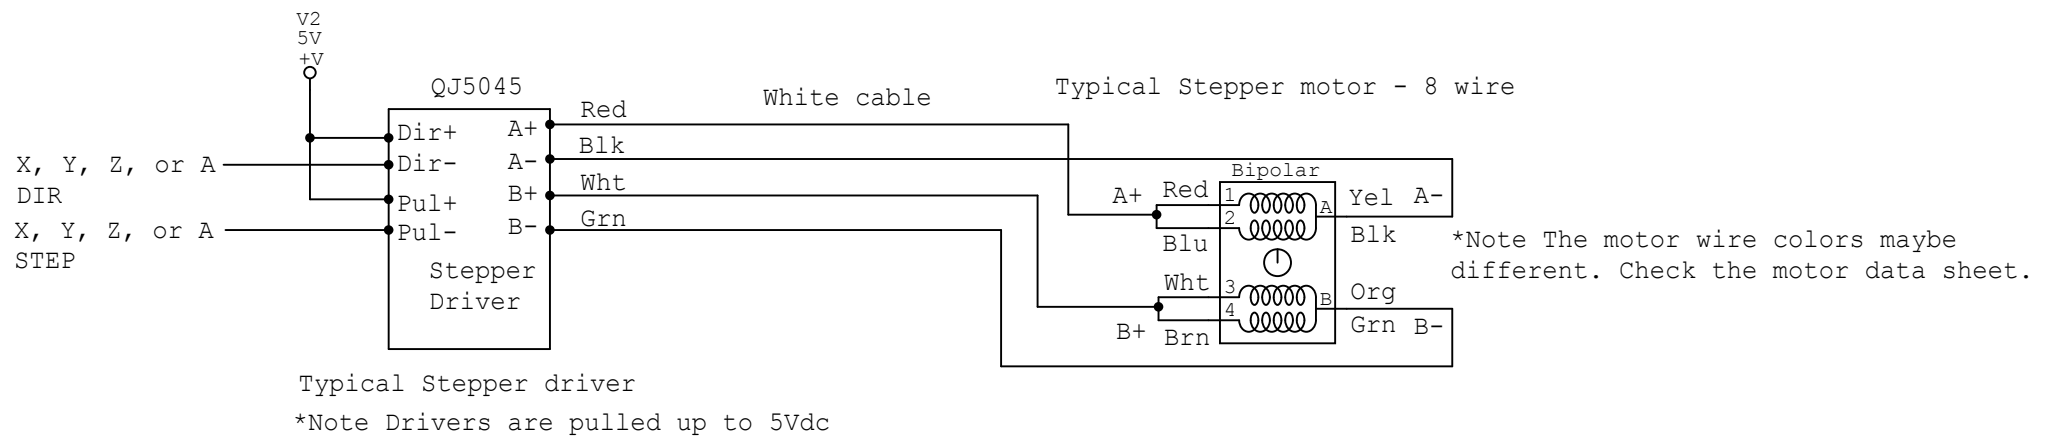 V2
5V
+V
QJ5045
White cable
Typical Stepper motor - 8 wire
Red
Dir+
A+
Blk
X, Y, Z, or A
DIR
Dir-
A-
Wht
Pul+
B+
Grn
X, Y, Z, or A
STEP
Pul-
B-
Stepper
Driver
Bipolar
A+
Red
1
Yel
A-
A
2
Blu
Blk
*Note The motor wire colors maybe
different. Check the motor data sheet.
Wht
3
Org
B
4
B+
Brn
Grn
B-
Typical Stepper driver
*Note Drivers are pulled up to 5Vdc